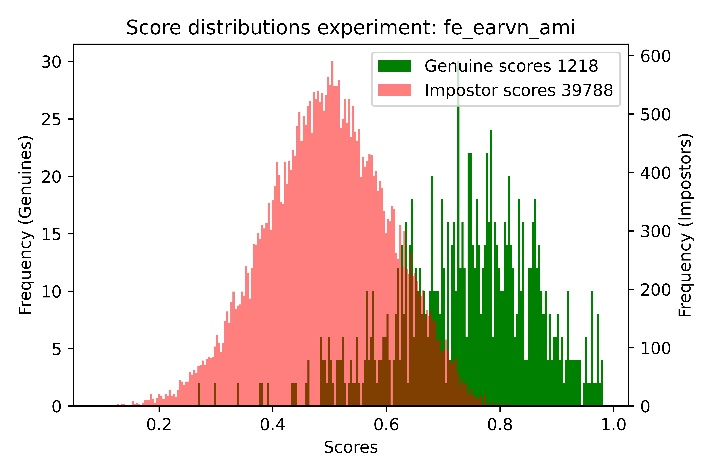 Score distributions experiment: fe_earvn_ami
Genuine scores 1218
Impostor scores 39788
Frequency (Genuines)
30
25
20
15
10
5
0
Frequency (Impostors)
600
500
400
300
200
100
0
0.2 0.4 0.6 0.8 1.0
Scores